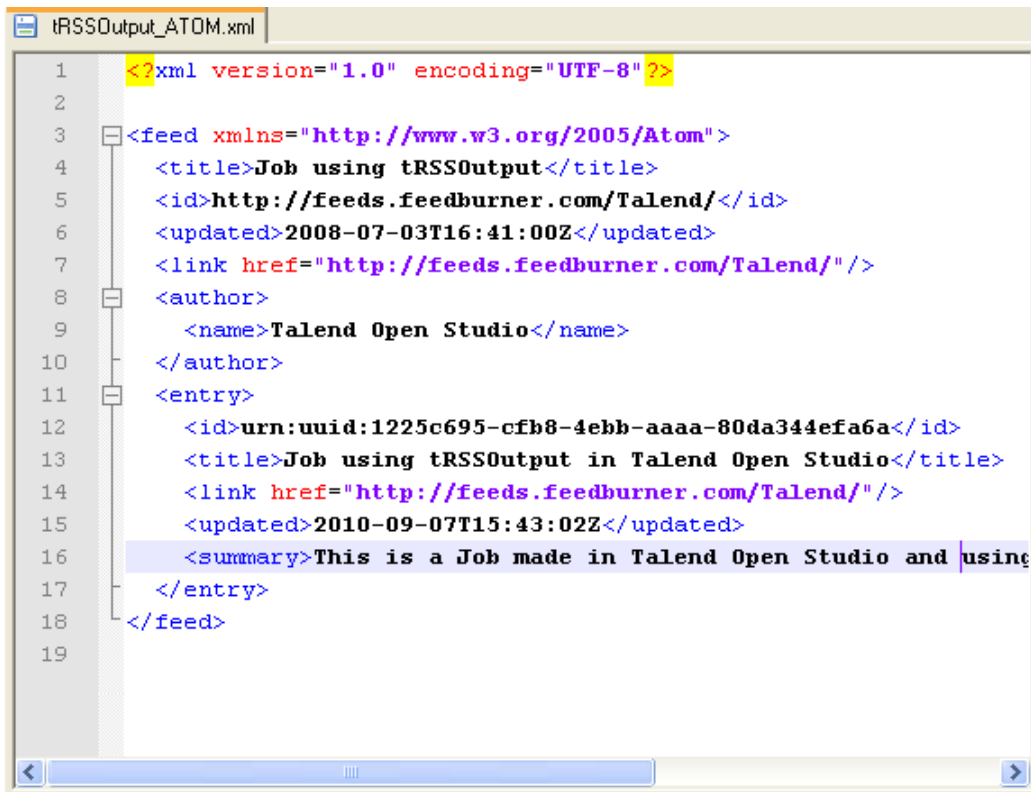 tRSSOutput_ATOM.xml
1 <?xml version="1.0" encoding="UTF-8"?>
2
3 <feed xmlns="http://www.w3.org/2005/Atom">
4 <title>Job using tRSSOutput</title>
5 <id>http://feeds.feedburner.com/Talend/</id>
6 <updated>2008-07-03T16:41:00Z</updated>
7 <link href="http://feeds.feedburner.com/Talend/"/>
8 <author>
9 <name>Talend Open Studio</name>
10 </author>
11 <entry>
12 <id>urn:uuid:1225c695-cfb8-4ebb-aaaa-80da344efa6a</id>
13 <title>Job using tRSSOutput in Talend Open Studio</title>
14 <link href="http://feeds.feedburner.com/Talend/"/>
15 <updated>2010-09-07T15:43:02Z</updated>
16 <summary>This is a Job made in Talend Open Studio and using
17 </entry>
18 </feed>
19